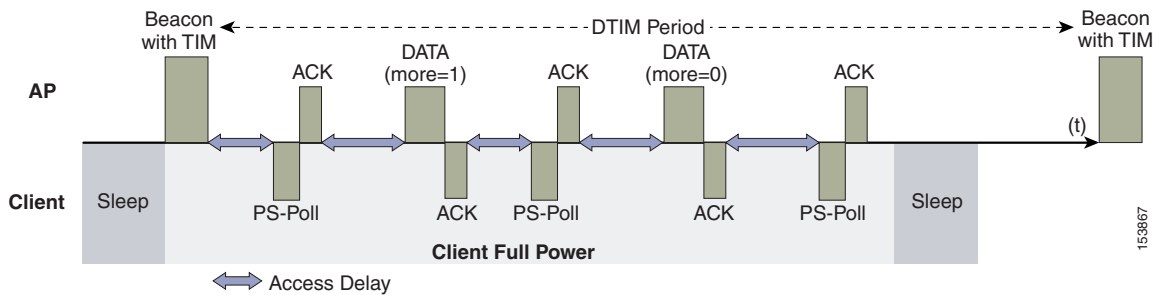 Beacon
with TIM
DTIM Period
Beacon
with TIM
ACK
DATA
(more=1)
ACK
DATA
(more=0)
ACK
AP
(t)
Client
Sleep
PS-Poll
ACK
PS-Poll
ACK
PS-Poll
Sleep
Client Full Power
Access Delay
153867